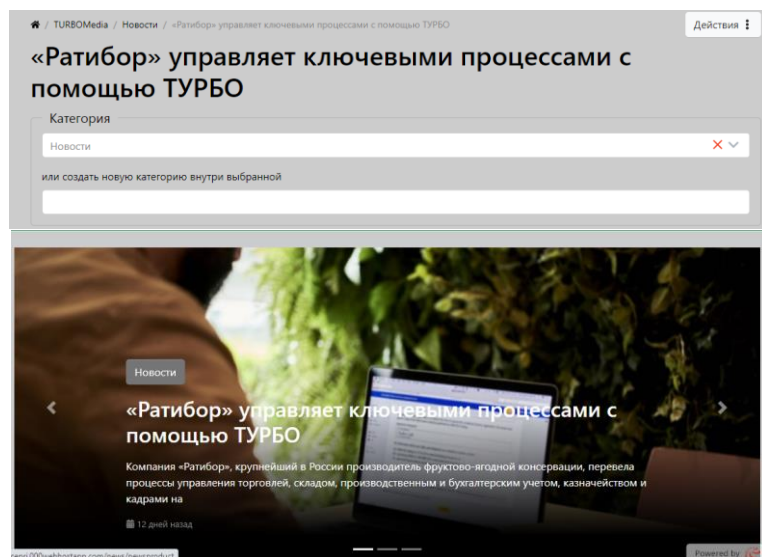 / TURBOMedia / Новости / «Ратибор» управляет ключевыми процессами с помощью ТУРБО
Действия
«Ратибор» управляет ключевыми процессами с
помощью ТУРБО
Категория
Новости
или создать новую категорию внутри выбранной
Новости
«Ратибор» управляет ключевыми процессами с
помощью ТУРБО
Компания «Ратибор», крупнейший в России производитель фруктово-ягодной консервации, перевела
процессы управления торговлей, складом, производственным и бухгалтерским учетом, казначейством и
кадрами на
12 дней назад
Powered by